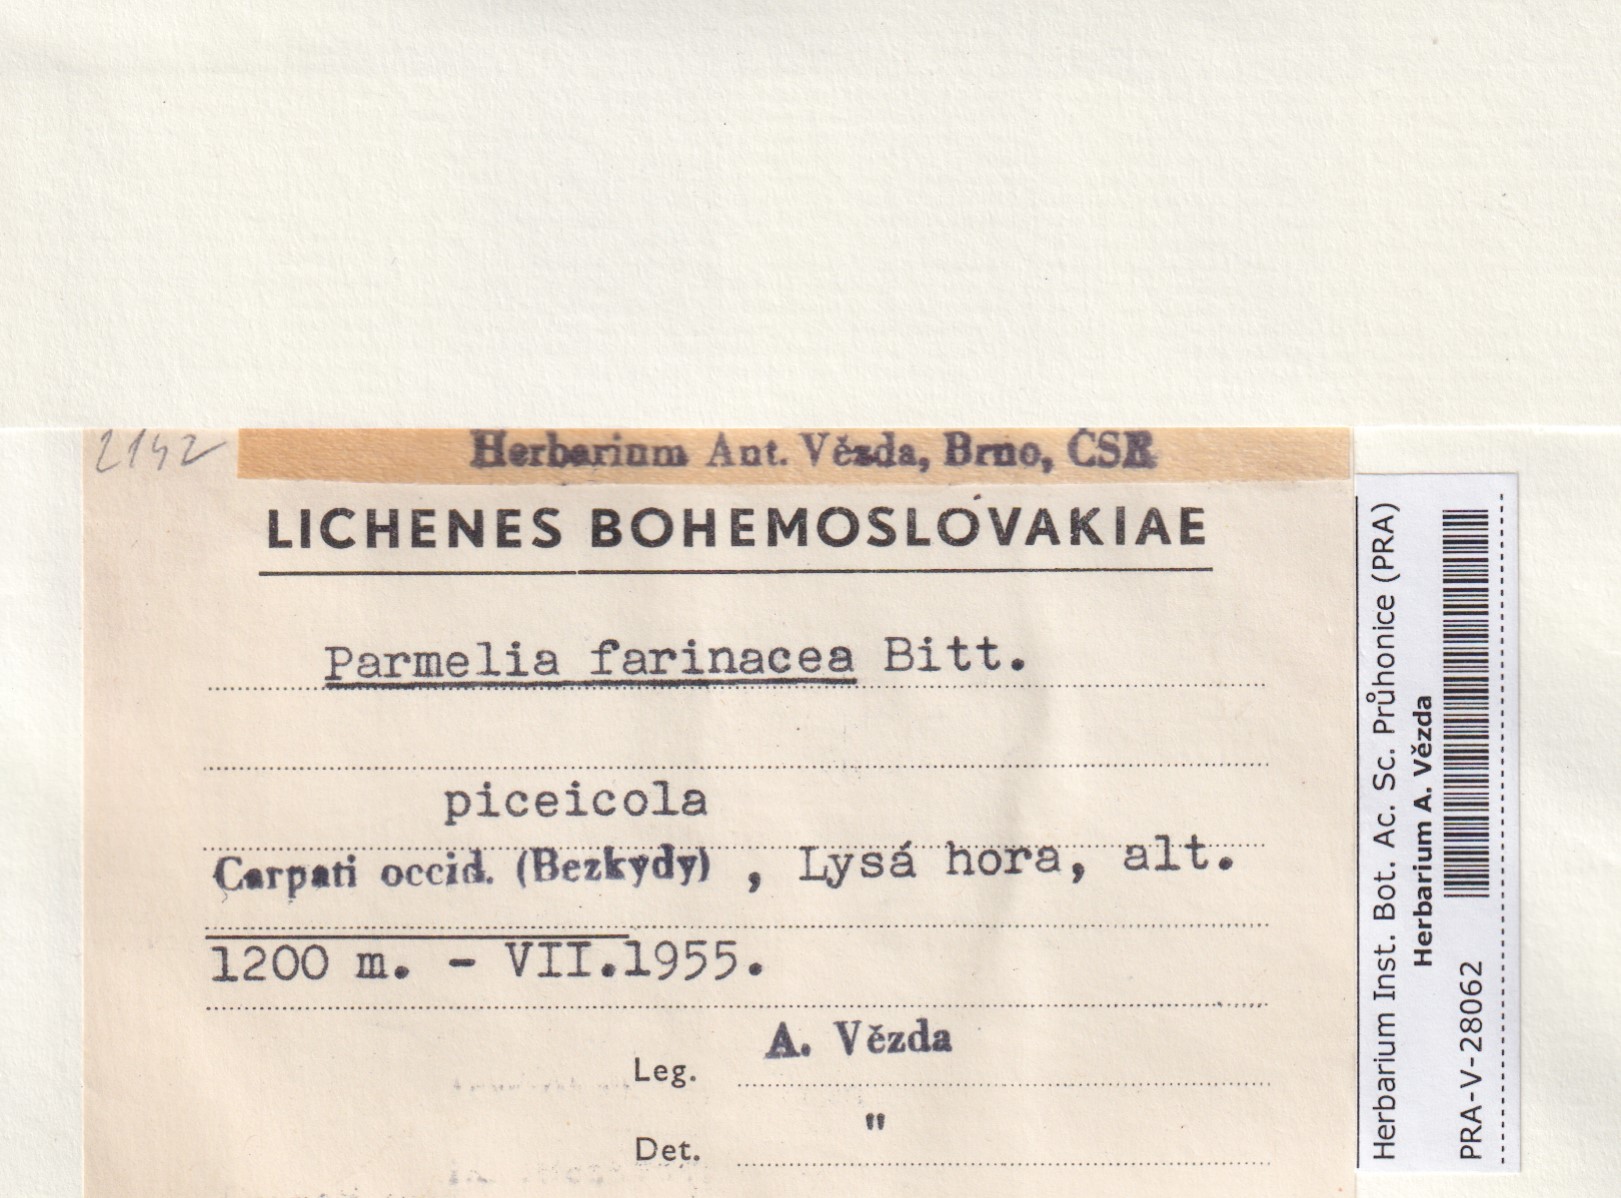 2142
Herbarium Ant. Vězda, Brno, ČSR
LICHENES BOHEMOSLOVAKIAE
Parmelia farinacea Bitt.
piceicola
Carpati occid. (Bezkydy) , Lysá hora, alt.
1200 m. - VII.1955.
Leg. A. Vězda
Det. "
Herbarium Inst. Bot. Ac. Sc. Průhonice (PRA)
Herbarium A. Vězda
PRA-V-28062